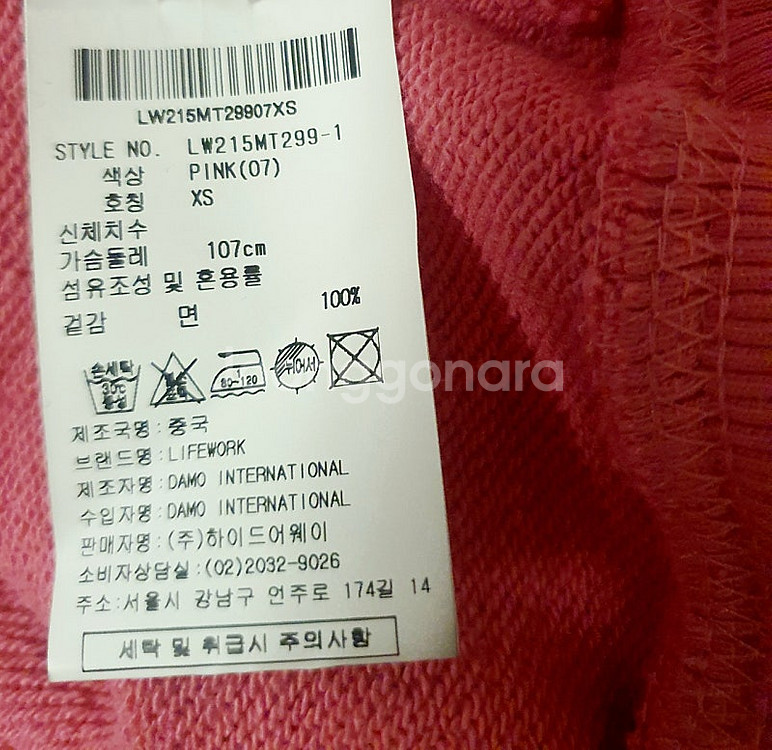 LW215MT29907XS
STYLE NO. LW215MT299-1
색상 PINK(07)
호칭 XS
신체치수
가슴둘레 107cm
섬유조성 및 혼용률
겉감 면 100%
손세탁 30℃ 중성
80~120
뉘어서
ggonara
제조국명:중국
브랜드명:LIFEWORK
제조자명:DAMO INTERNATIONAL
수입자명:DAMO INTERNATIONAL
판매자명:(주)하이드어웨이
소비자상담실:(02)2032-9026
주소:서울시 강남구 언주로 174길 14
세탁 및 취급시 주의사항